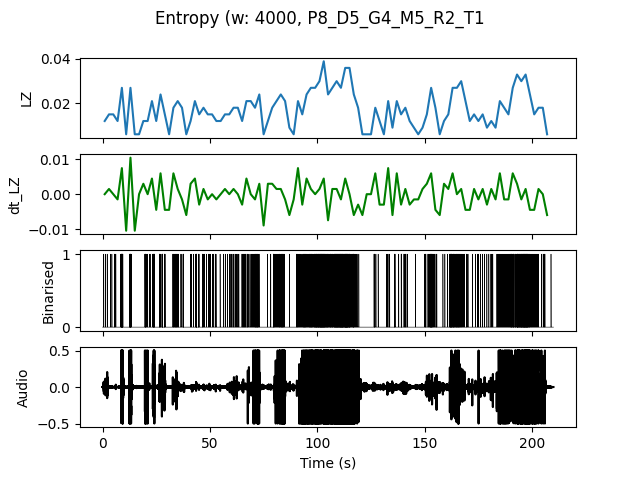 Entropy (w: 4000, P8_D5_G4_M5_R2_T1
0.04
0.02
LZ
0.01
0.00
−0.01
dt_LZ
1
0
Binarised
0.5
0.0
−0.5
Audio
0 50 100 150 200
Time (s)